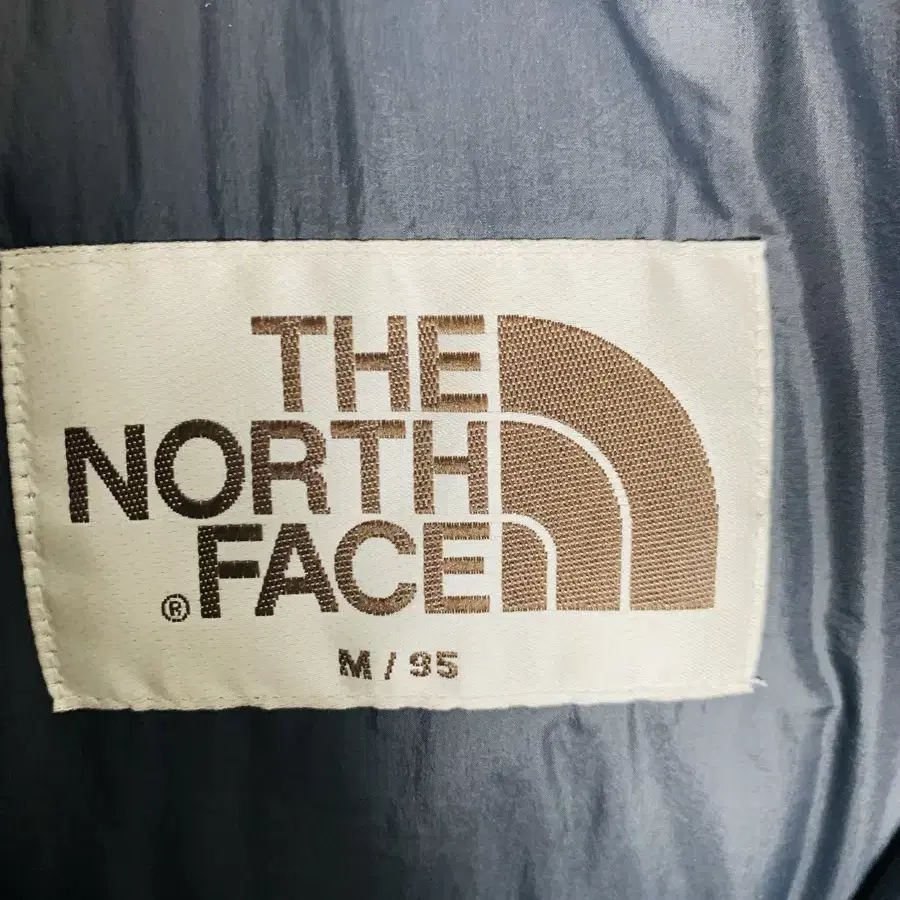 THE
NORTH
® FACE
M / 95